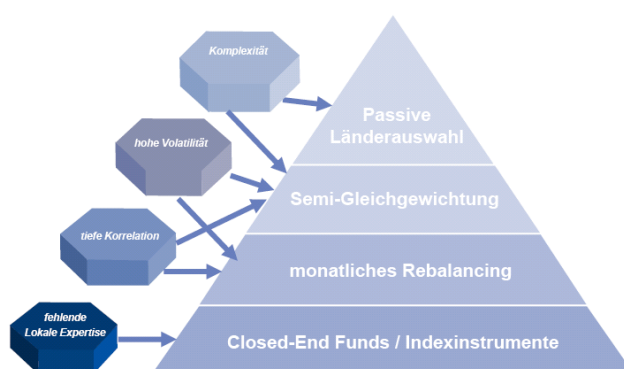 Komplexität
Passive
Länderauswahl
hohe Volatilität
Semi-Gleichgewichtung
tiefe Korrelation
monatliches Rebalancing
fehlende
Lokale Expertise
Closed-End Funds / Indexinstrumente